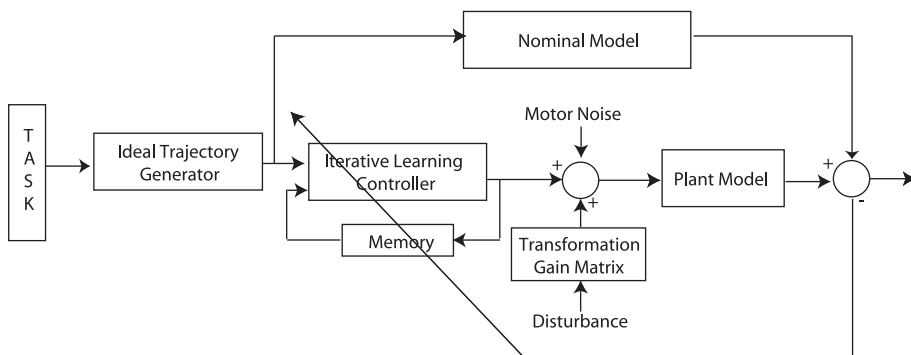 Nominal Model
T
A
S
K
Ideal Trajectory
Generator
Iterative Learning
Controller
Memory
Motor Noise
+
+
Transformation
Gain Matrix
Disturbance
Plant Model
+
-